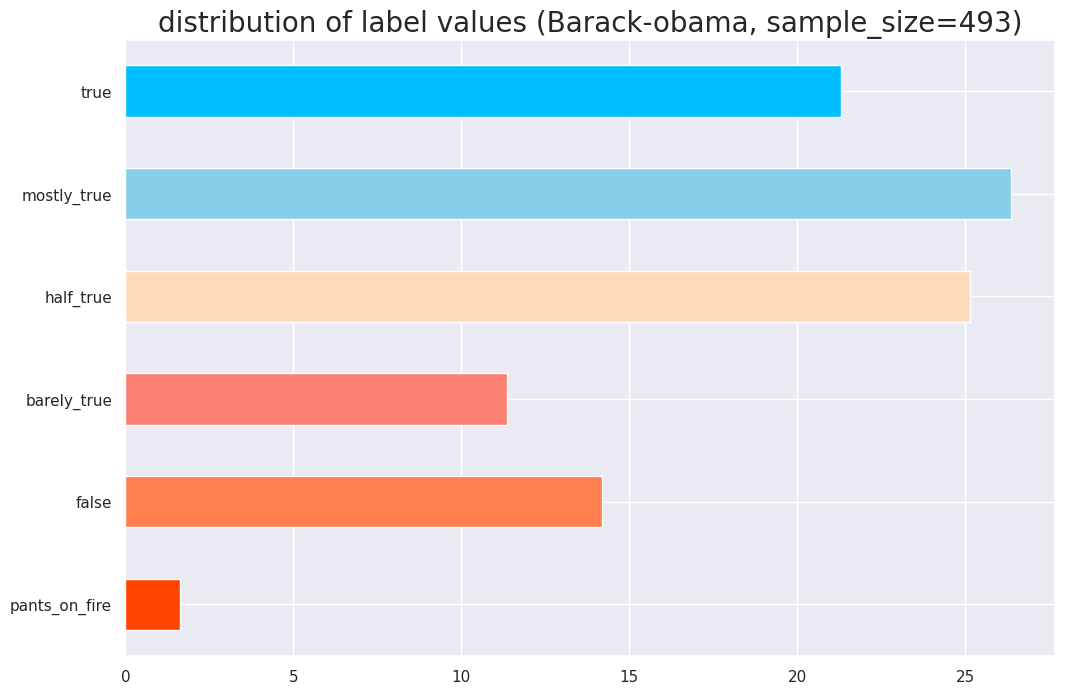 distribution of label values (Barack-obama, sample_size=493)
true
mostly_true
half_true
barely_true
false
pants_on_fire
0 5 10 15 20 25